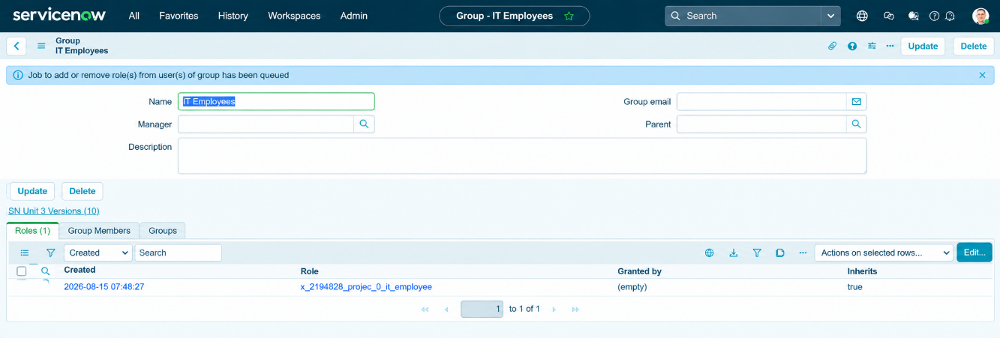 servicenow All Favorites History Workspaces Admin Group - IT Employees Search
Group
IT Employees
Update Delete
Job to add or remove role(s) from user(s) of group has been queued
Name IT Employees Group email
Manager Parent
Description
Update Delete
SN Unit 3 Versions (10)
Roles (1) Group Members Groups
Created Search Actions on selected rows... Edit...
Created Role Granted by Inherits
2026-08-15 07:48:27 x_2194828_projec_0_it_employee (empty) true
1 to 1 of 1